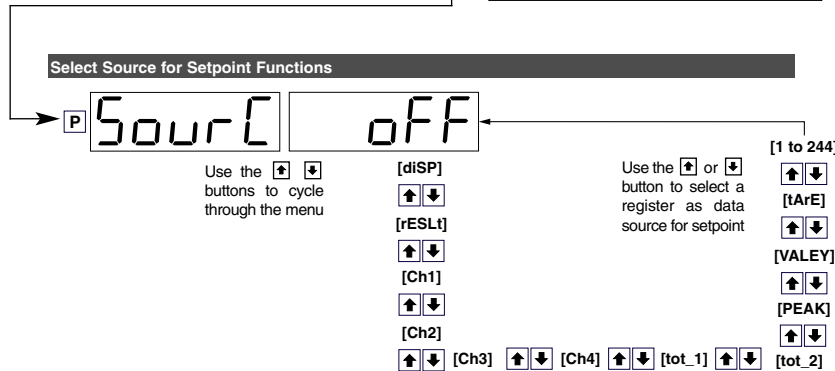 Select Source for Setpoint Functions
P SourC oFF
Use the
buttons to cycle
through the menu
[diSP]
[rESLt]
[Ch1]
[Ch2]
[Ch3] [Ch4] [tot_1] [tot_2]
Use the or
button to select a
register as data
source for setpoint
[1 to 244]
[tArE]
[VALEY]
[PEAK]